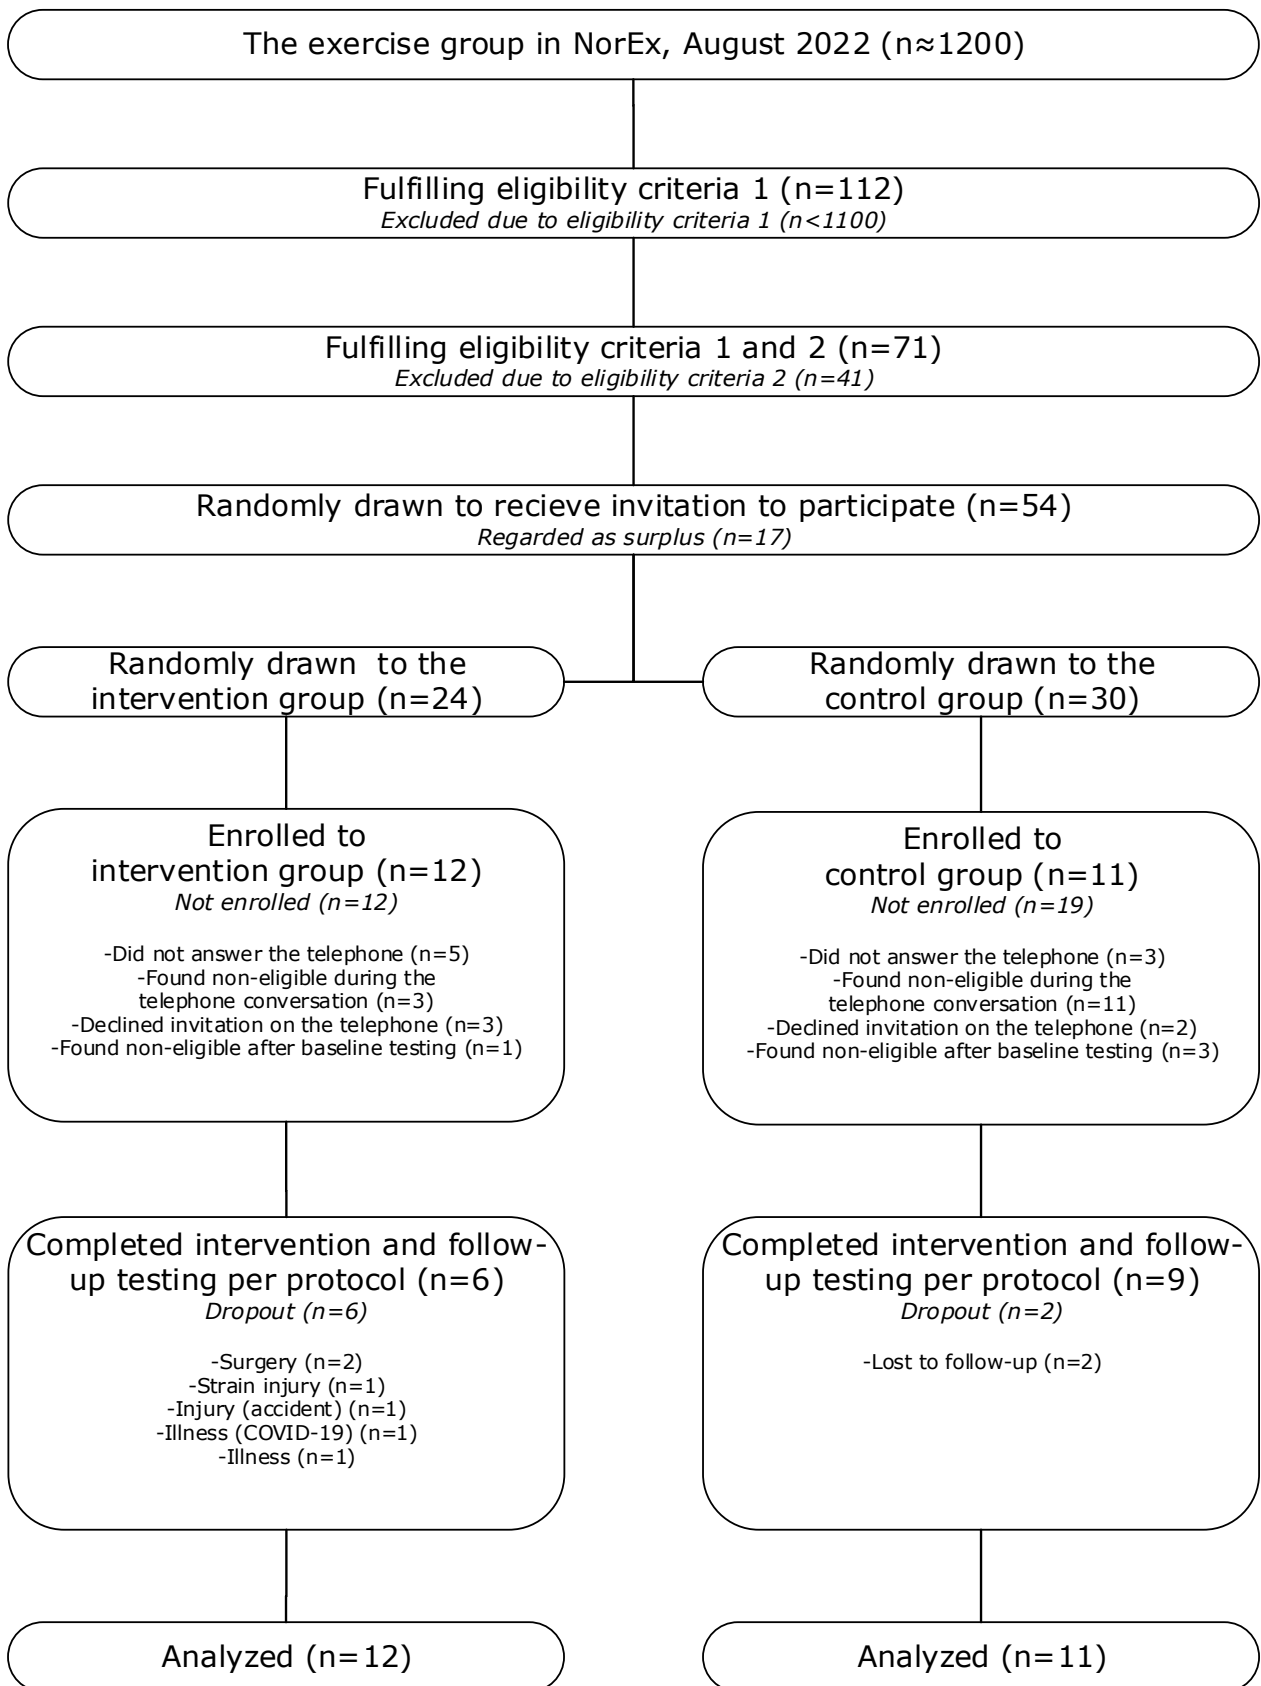 The exercise group in NorEx, August 2022 (n≈1200)
Fulfilling eligibility criteria 1 (n=112)
Excluded due to eligibility criteria 1 (n<1100)
Fulfilling eligibility criteria 1 and 2 (n=71)
Excluded due to eligibility criteria 2 (n=41)
Randomly drawn to recieve invitation to participate (n=54)
Regarded as surplus (n=17)
Randomly drawn  to the
intervention group (n=24)
Randomly drawn to the
control group (n=30)
Enrolled to
intervention group (n=12)
Not enrolled (n=12)
-Did not answer the telephone (n=5)
-Found non-eligible during the
telephone conversation (n=3)
-Declined invitation on the telephone (n=3)
-Found non-eligible after baseline testing (n=1)
Enrolled to
control group (n=11)
Not enrolled (n=19)
-Did not answer the telephone (n=3)
-Found non-eligible during the
telephone conversation (n=11)
-Declined invitation on the telephone (n=2)
-Found non-eligible after baseline testing (n=3)
Completed intervention and follow-
up testing per protocol (n=6)
Dropout (n=6)
-Surgery (n=2)
-Strain injury (n=1)
-Injury (accident) (n=1)
-Illness (COVID-19) (n=1)
-Illness (n=1)
Completed intervention and follow-
up testing per protocol (n=9)
Dropout (n=2)
-Lost to follow-up (n=2)
Analyzed (n=12)
Analyzed (n=11)